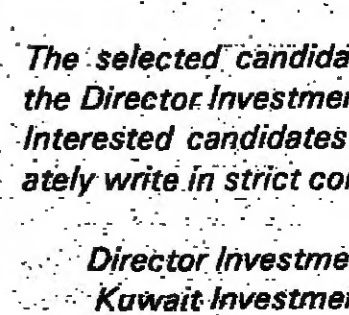 The selected candida
the Director Investme
Interested candidates
ately write in strict co
Director Investme
Kuwait Investme